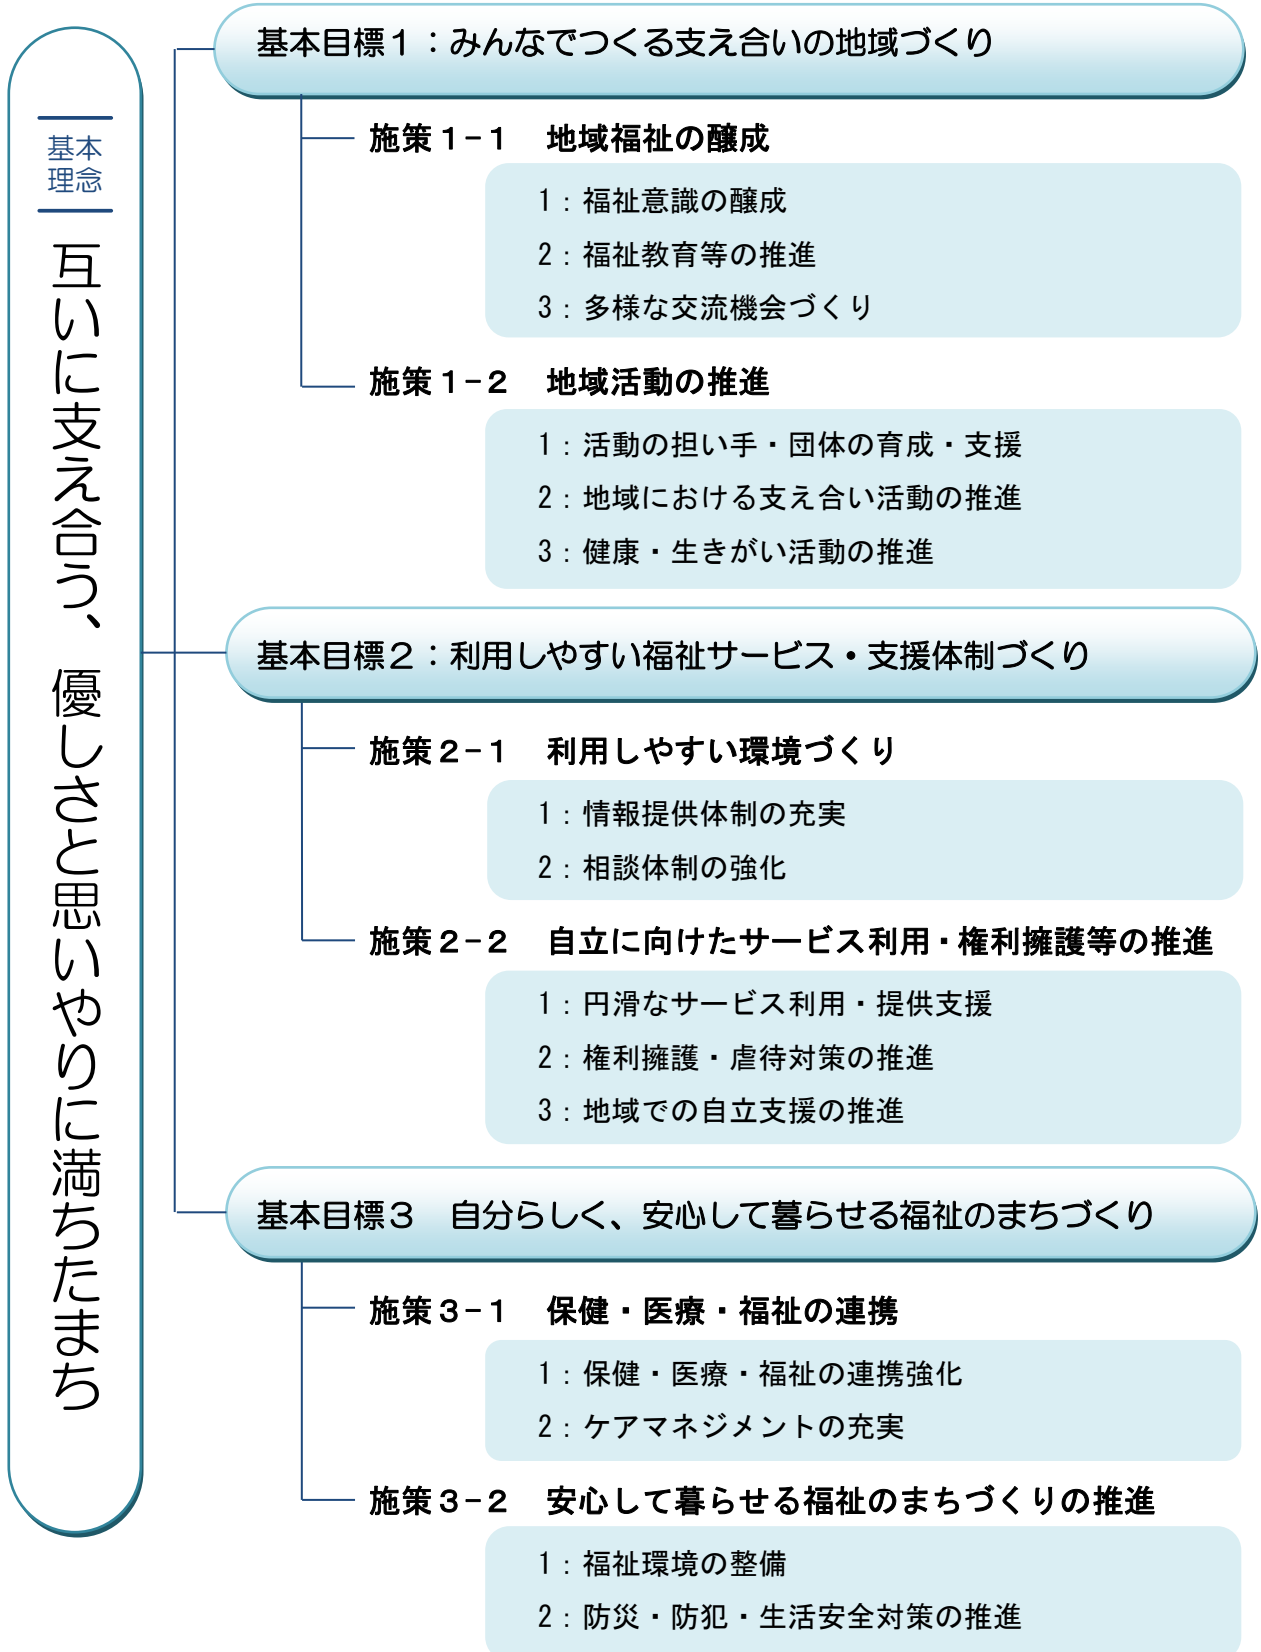 基本
理念
互いに支え合う、優しさと思いやりに満ちたまち
基本目標１：みんなでつくる支え合いの地域づくり
施策１-１　地域福祉の醸成
1：福祉意識の醸成
2：福祉教育等の推進
3：多様な交流機会づくり
施策１-２　地域活動の推進
1：活動の担い手・団体の育成・支援
2：地域における支え合い活動の推進
3：健康・生きがい活動の推進
基本目標２：利用しやすい福祉サービス・支援体制づくり
施策２-１　利用しやすい環境づくり
1：情報提供体制の充実
2：相談体制の強化
施策２-２　自立に向けたサービス利用・権利擁護等の推進
1：円滑なサービス利用・提供支援
2：権利擁護・虐待対策の推進
3：地域での自立支援の推進
基本目標３　自分らしく、安心して暮らせる福祉のまちづくり
施策３-１　保健・医療・福祉の連携
1：保健・医療・福祉の連携強化
2：ケアマネジメントの充実
施策３-２　安心して暮らせる福祉のまちづくりの推進
1：福祉環境の整備
2：防災・防犯・生活安全対策の推進